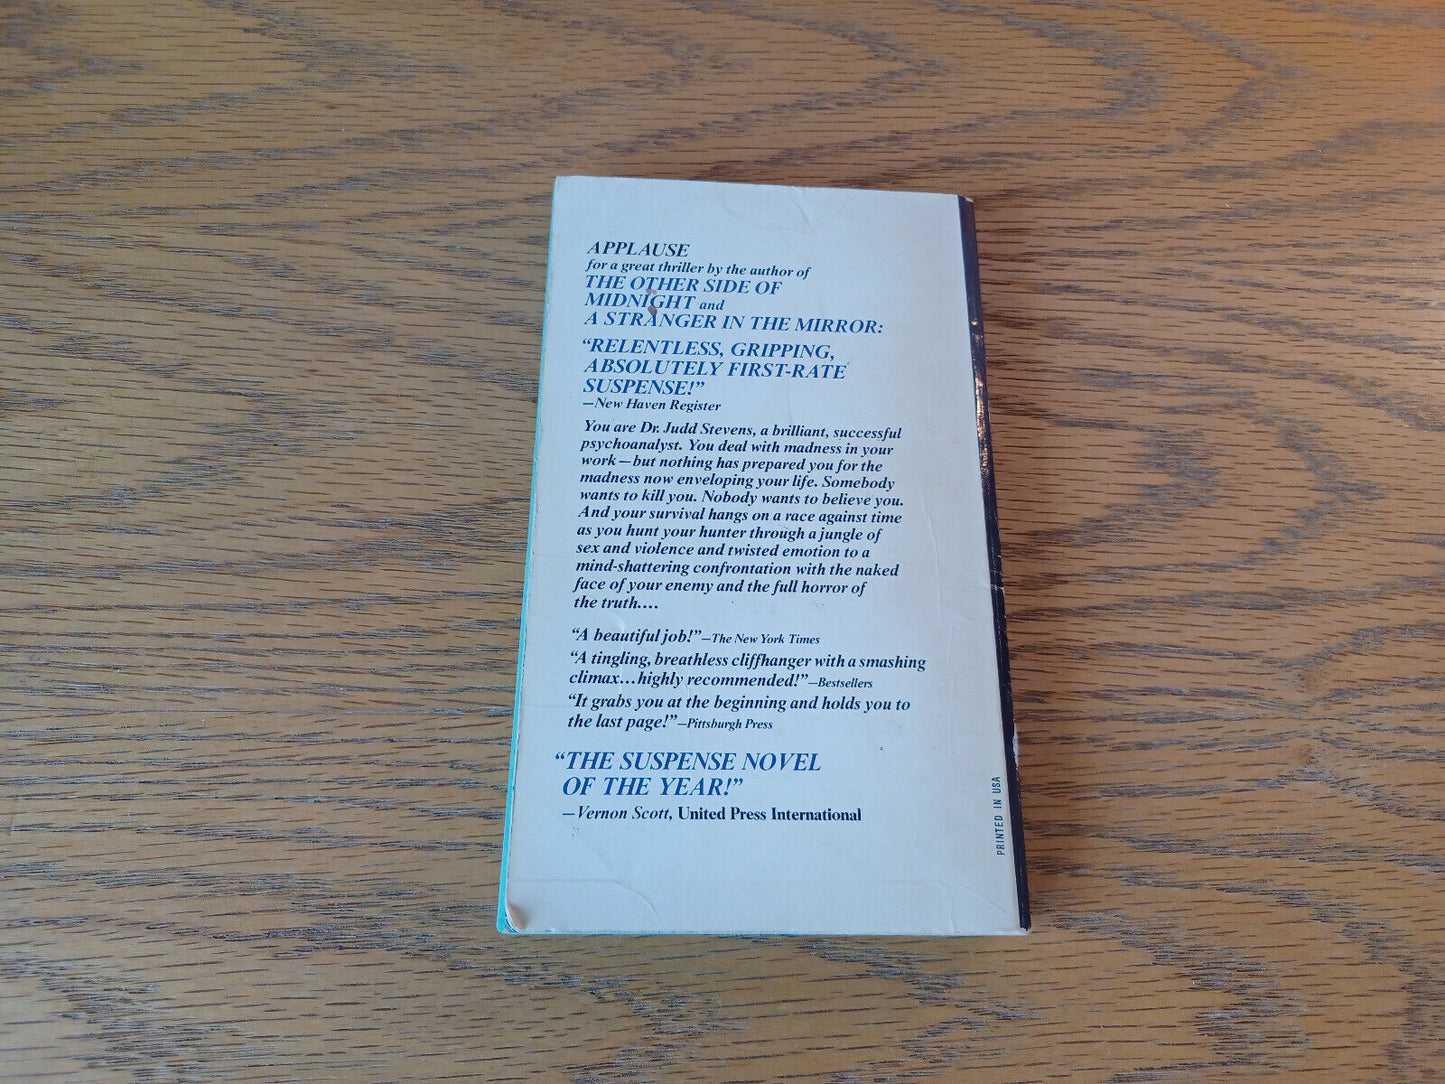 APPLAUSE
for a great thriller by the author of
THE OTHER SIDE OF
MIDNIGHT and
A STRANGER IN THE MIRROR:
“RELENTLESS, GRIPPING,
ABSOLUTELY FIRST-RATE
SUSPENSE!”
—New Haven Register
You are Dr. Judd Stevens, a brilliant, successful
psychoanalyst. You deal with madness in your
work—but nothing has prepared you for the
madness now enveloping your life. Somebody
wants to kill you. Nobody wants to believe you.
And your survival hangs on a race against time
as you hunt your hunter through a jungle of
sex and violence and twisted emotion to a
mind-shattering confrontation with the naked
face of your enemy and the full horror of
the truth....
“A beautiful job!”—The New York Times
“A tingling, breathless cliffhanger with a smashing
climax...highly recommended!”—Bestsellers
“It grabs you at the beginning and holds you to
the last page!”—Pittsburgh Press
“THE SUSPENSE NOVEL
OF THE YEAR!”
—Vernon Scott, United Press International
PRINTED IN USA